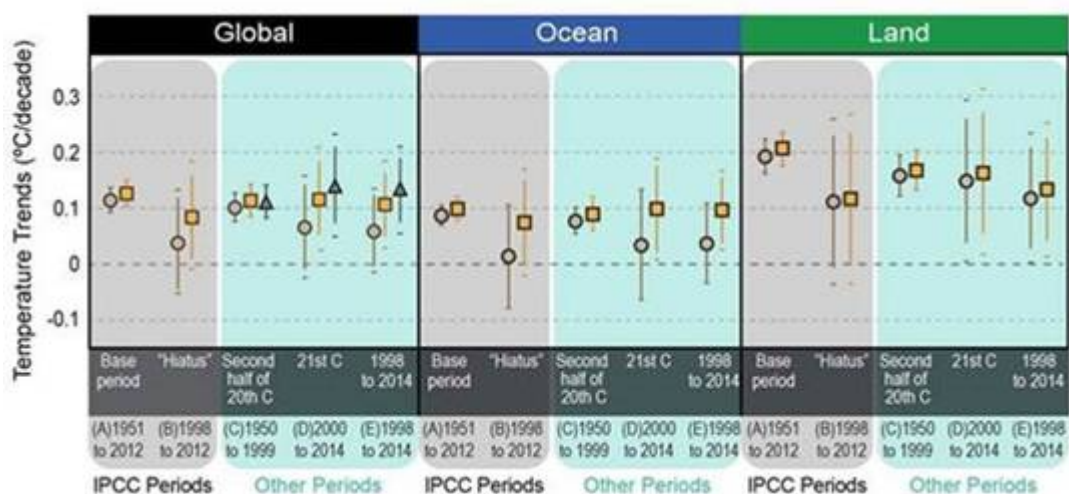 Global Ocean Land
Temperature Trends (ºC/decade)
0.3
0.2
0.1
0
-0.1
Base period
"Hiatus"
Second half of 20th C
21st C
1998 to 2014
Base period
"Hiatus"
Second half of 20th C
21st C
1998 to 2014
Base period
"Hiatus"
Second half of 20th C
21st C
1998 to 2014
(A)1951 to 2012
(B)1998 to 2012
(C)1950 to 1999
(D)2000 to 2014
(E)1998 to 2014
(A)1951 to 2012
(B)1998 to 2012
(C)1950 to 1999
(D)2000 to 2014
(E)1998 to 2014
(A)1951 to 2012
(B)1998 to 2012
(C)1950 to 1999
(D)2000 to 2014
(E)1998 to 2014
IPCC Periods Other Periods IPCC Periods Other Periods IPCC Periods Other Periods